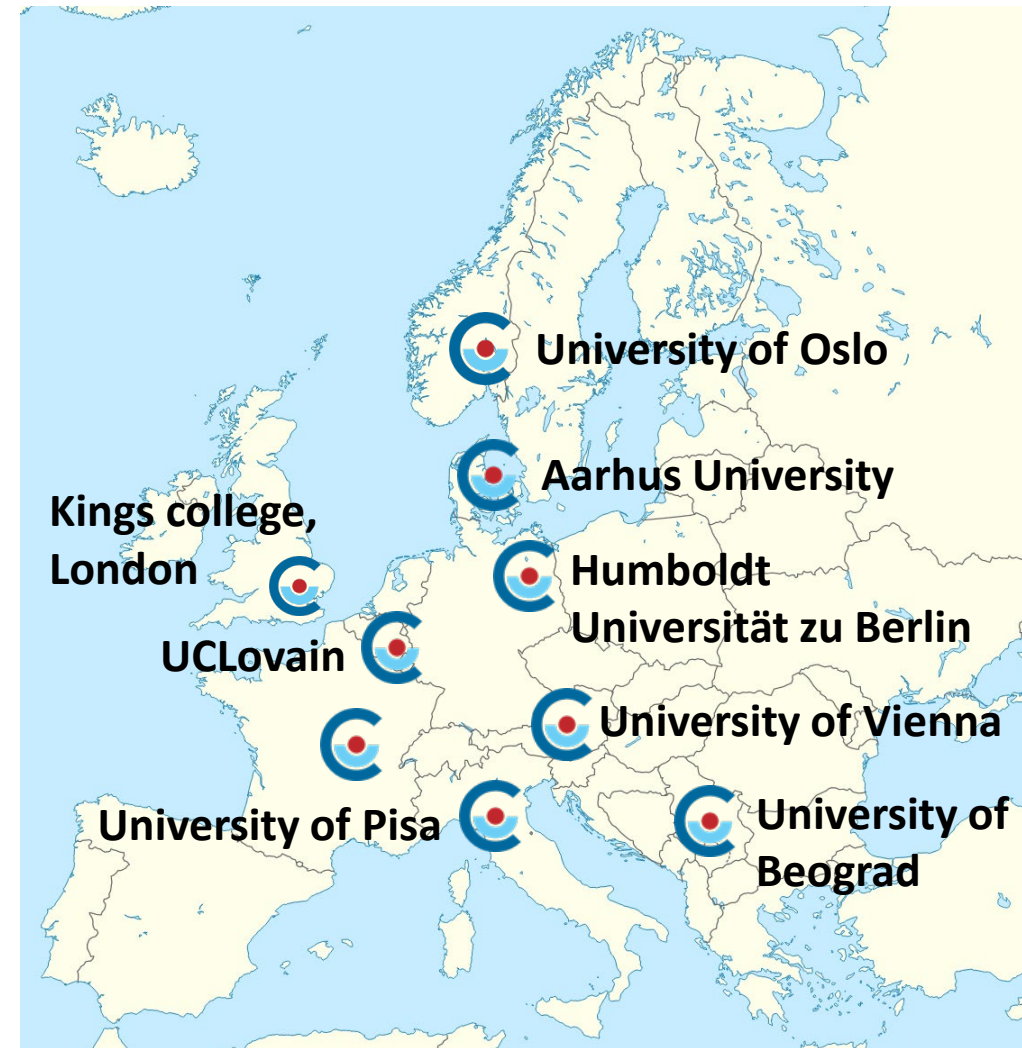 University of Oslo
Aarhus University
Kings college,
London
Humboldt
Universität zu Berlin
UCLovain
University of Vienna
University of Pisa
University of
Beograd